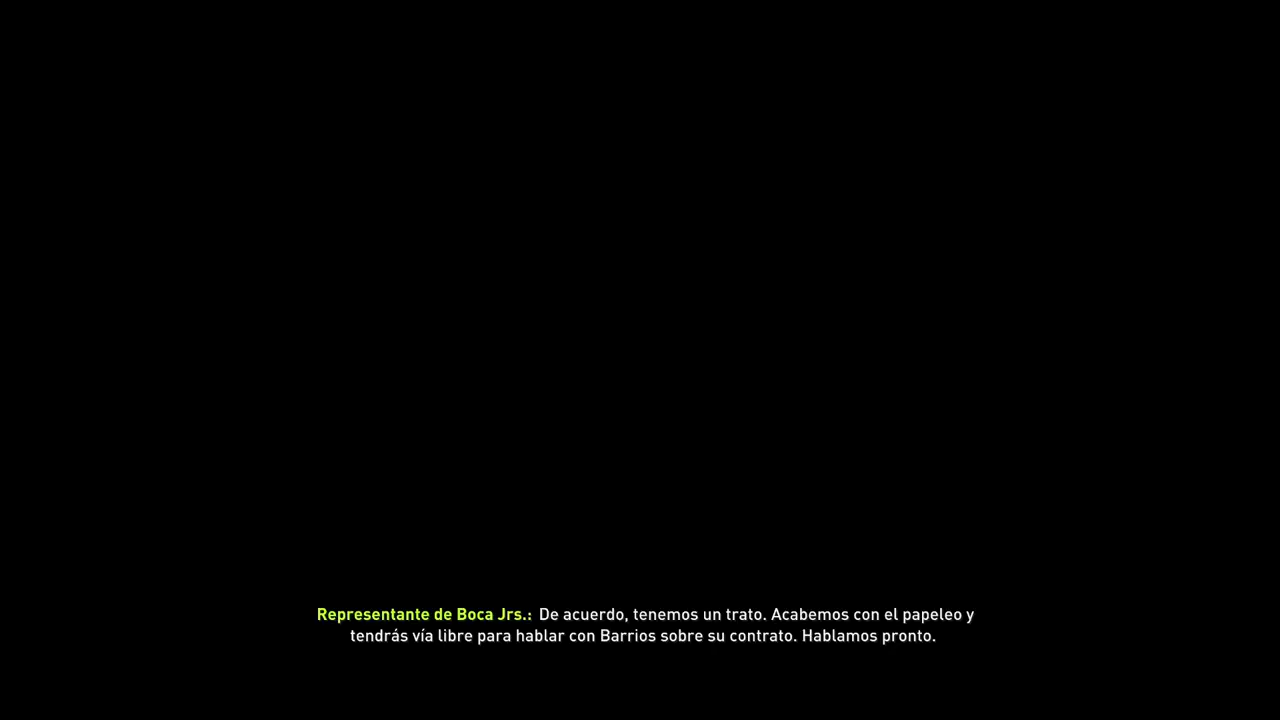 Representante de Boca Jrs.: De acuerdo, tenemos un trato. Acabemos con el papeleo y
tendrás vía libre para hablar con Barrios sobre su contrato. Hablamos pronto.